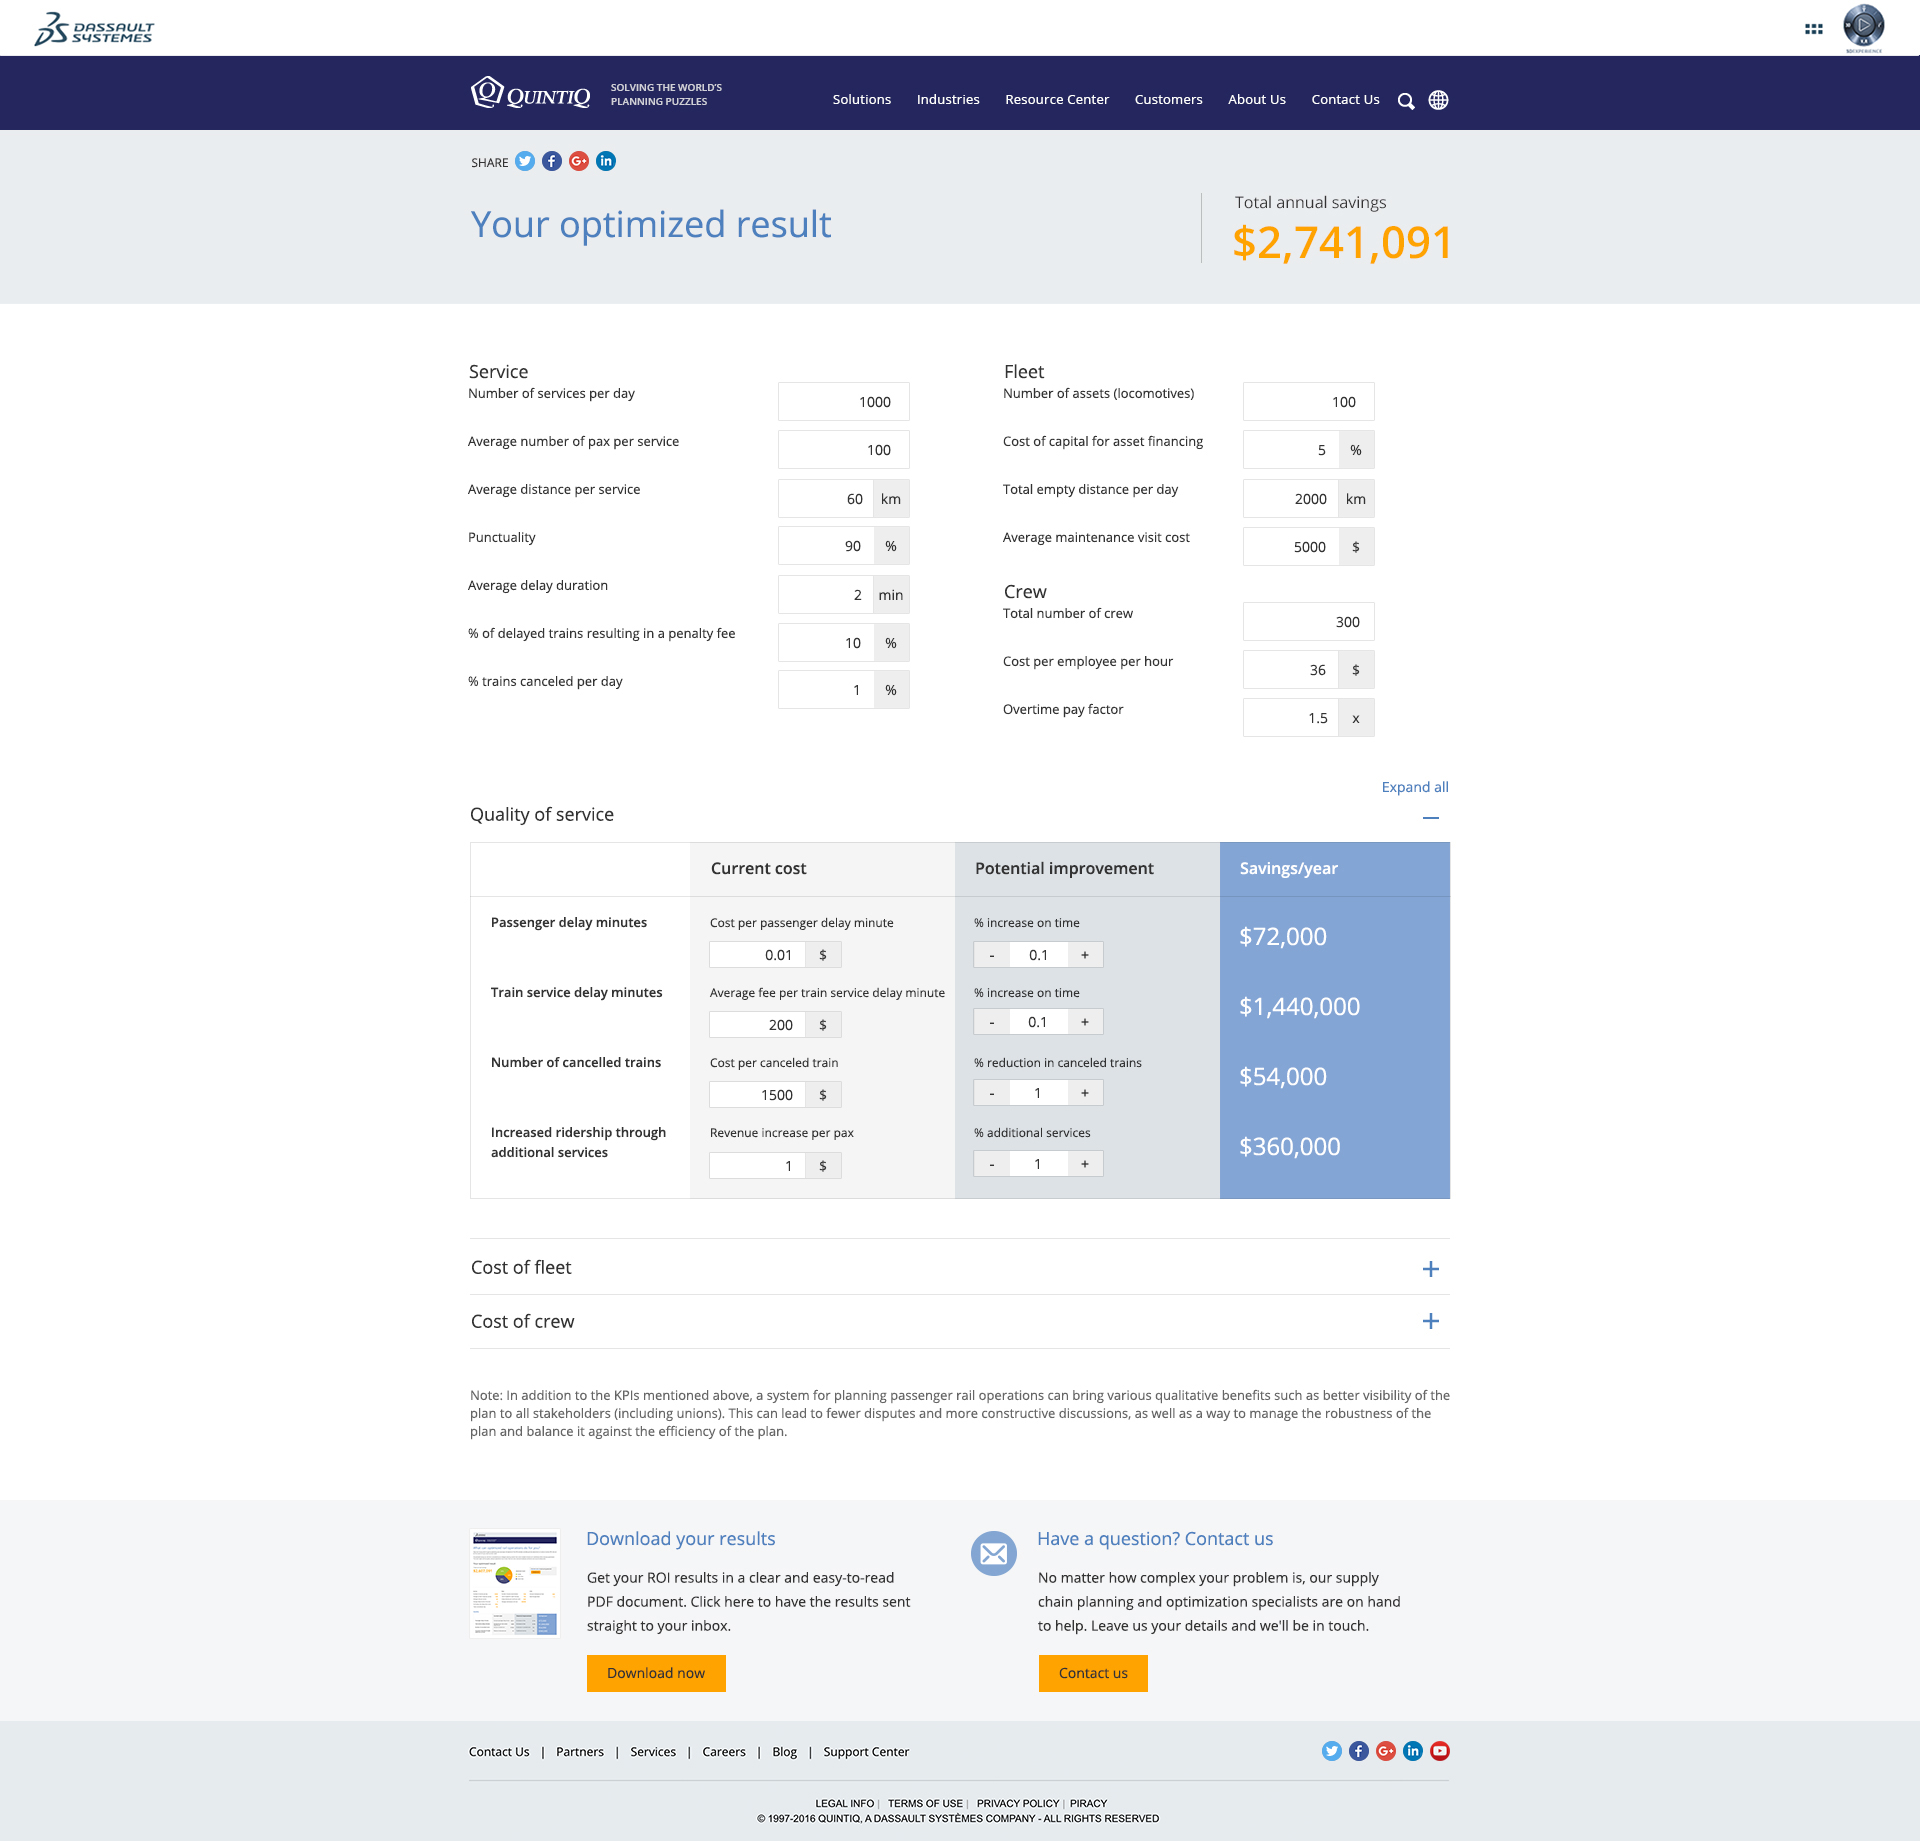 DASSAULT
SYSTEMES
QUINTIQ
SOLVING THE WORLD'S
PLANNING PUZZLES
Solutions Industries Resource Center Customers About Us Contact Us
SHARE
Your optimized result
Total annual savings
$2,741,091
Service
Number of services per day 1000
Average number of pax per service 100
Average distance per service 60 km
Punctuality 90 %
Average delay duration 2 min
% of delayed trains resulting in a penalty fee 10 %
% trains canceled per day 1 %
Fleet
Number of assets (locomotives) 100
Cost of capital for asset financing 5 %
Total empty distance per day 2000 km
Average maintenance visit cost 5000 $
Crew
Total number of crew 300
Cost per employee per hour 36 $
Overtime pay factor 1.5 x
Expand all
Quality of service
Current cost Potential improvement Savings/year
Passenger delay minutes Cost per passenger delay minute % increase on time
0.01 $ - 0.1 + $72,000
Train service delay minutes Average fee per train service delay minute % increase on time
200 $ - 0.1 + $1,440,000
Number of cancelled trains Cost per canceled train % reduction in canceled trains
1500 $ - 1 + $54,000
Increased ridership through Revenue increase per pax % additional services
additional services 1 $ - 1 + $360,000
Cost of fleet
Cost of crew
Note: In addition to the KPIs mentioned above, a system for planning passenger rail operations can bring various qualitative benefits such as better visibility of the
plan to all stakeholders (including unions). This can lead to fewer disputes and more constructive discussions, as well as a way to manage the robustness of the
plan and balance it against the efficiency of the plan.
Download your results
Get your ROI results in a clear and easy-to-read
PDF document. Click here to have the results sent
straight to your inbox.
Download now
Have a question? Contact us
No matter how complex your problem is, our supply
chain planning and optimization specialists are on hand
to help. Leave us your details and we'll be in touch.
Contact us
Contact Us | Partners | Services | Careers | Blog | Support Center
LEGAL INFO | TERMS OF USE | PRIVACY POLICY | PIRACY
© 1997-2016 QUINTIQ, A DASSAULT SYSTÈMES COMPANY - ALL RIGHTS RESERVED